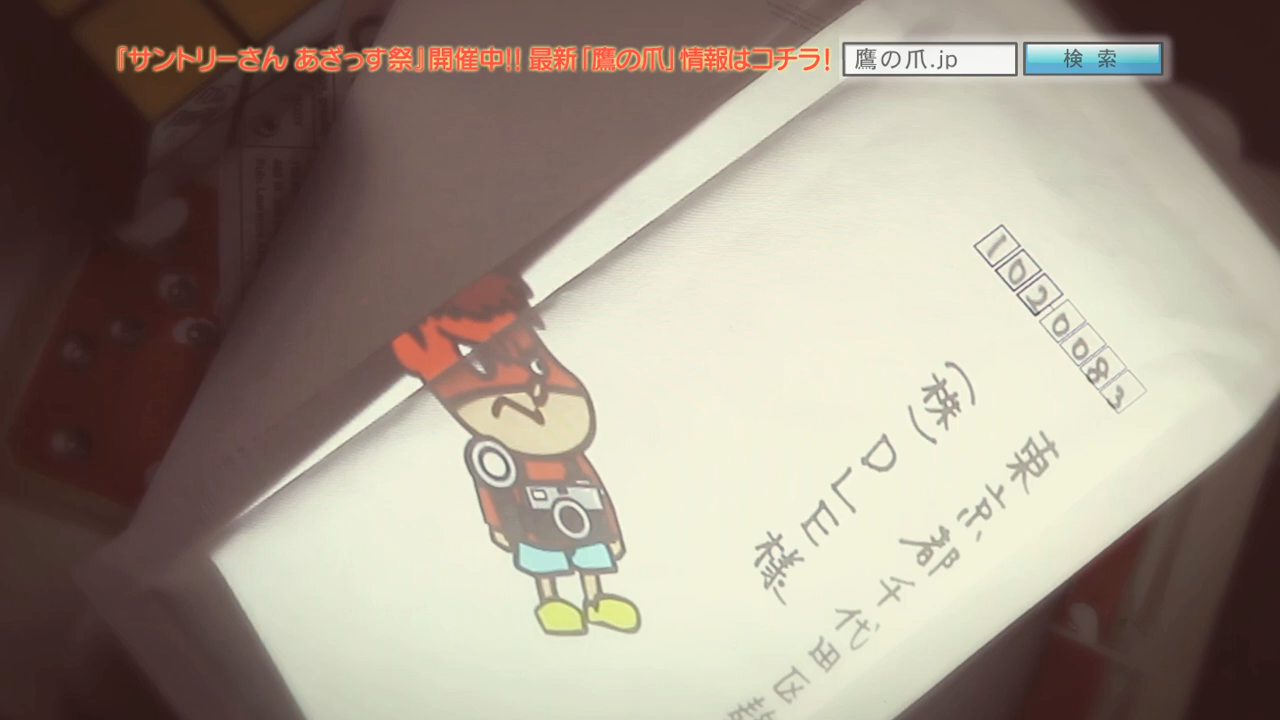 『サントリーさん あざっす祭』開催中!! 最新「鷹の爪」情報はコチラ!
鷹の爪.jp
検索
1020083
東京都千代田区麹
(株)DLE様